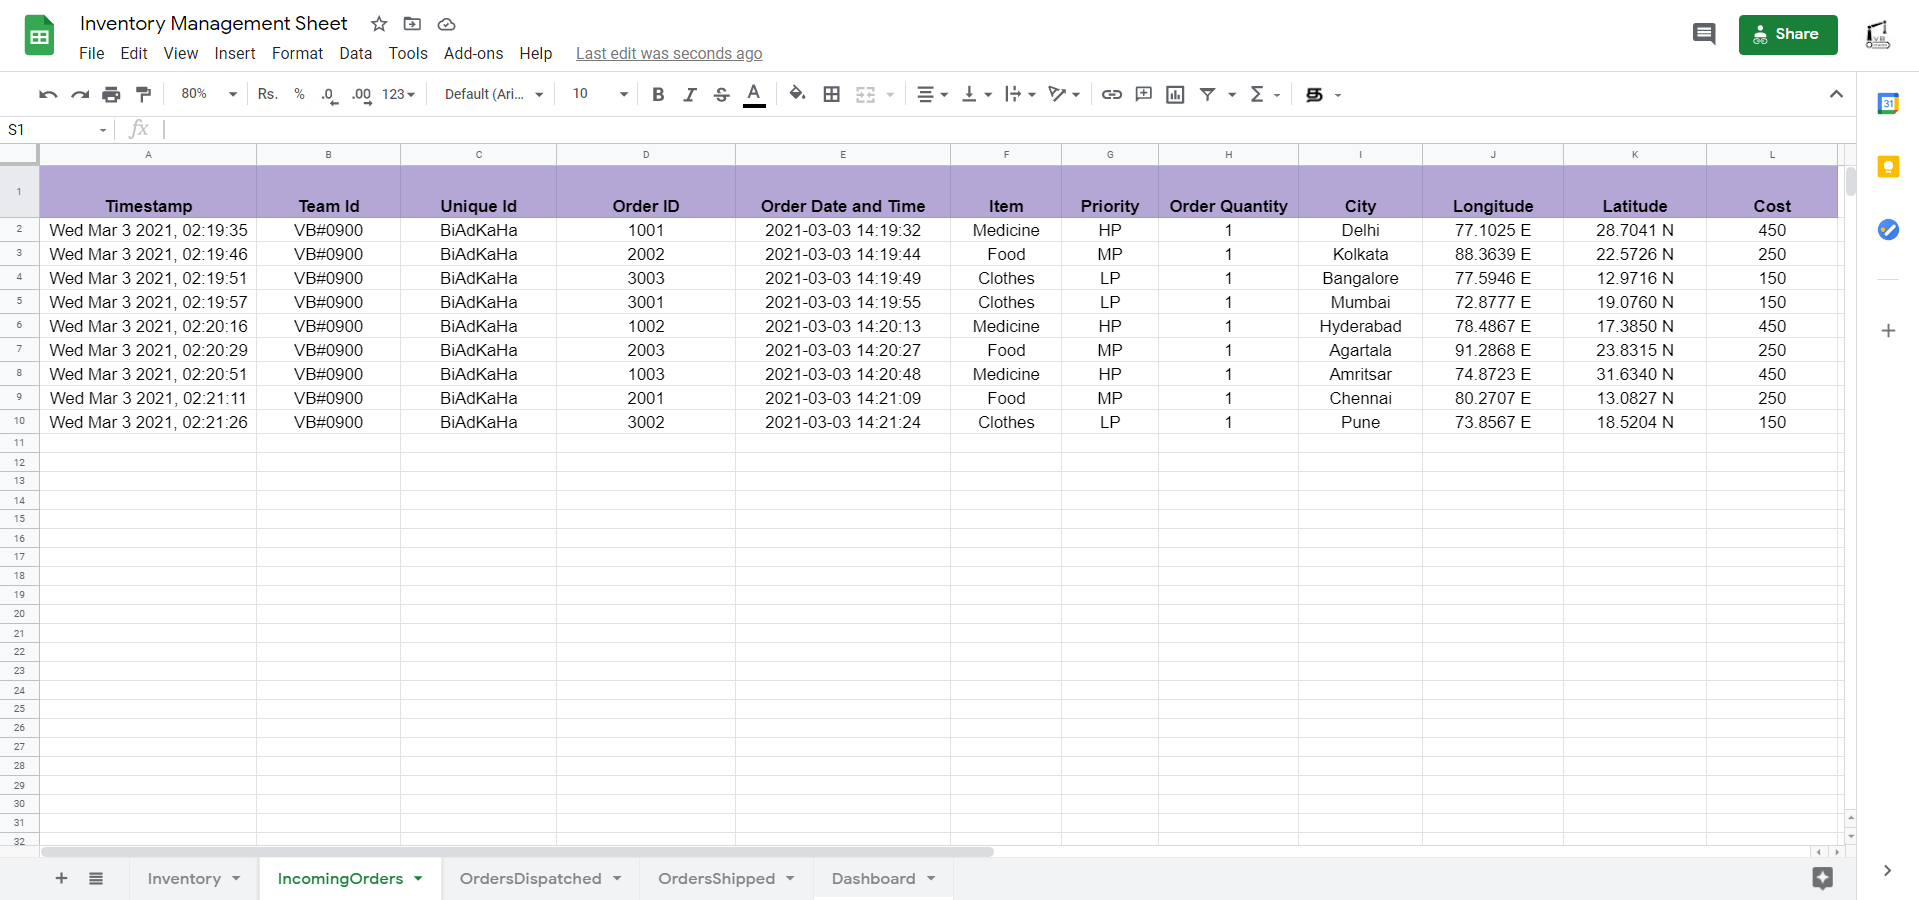 Inventory Management Sheet
File Edit View Insert Format Data Tools Add-ons Help Last edit was seconds ago
Share
80% Rs. % .0 .00 123 Default (Ari... 10 B I S A
31
S1 fx
A B C D E F G H I J K L
1 Timestamp Team Id Unique Id Order ID Order Date and Time Item Priority Order Quantity City Longitude Latitude Cost
2 Wed Mar 3 2021, 02:19:35 VB#0900 BiAdKaHa 1001 2021-03-03 14:19:32 Medicine HP 1 Delhi 77.1025 E 28.7041 N 450
3 Wed Mar 3 2021, 02:19:46 VB#0900 BiAdKaHa 2002 2021-03-03 14:19:44 Food MP 1 Kolkata 88.3639 E 22.5726 N 250
4 Wed Mar 3 2021, 02:19:51 VB#0900 BiAdKaHa 3003 2021-03-03 14:19:49 Clothes LP 1 Bangalore 77.5946 E 12.9716 N 150
5 Wed Mar 3 2021, 02:19:57 VB#0900 BiAdKaHa 3001 2021-03-03 14:19:55 Clothes LP 1 Mumbai 72.8777 E 19.0760 N 150
6 Wed Mar 3 2021, 02:20:16 VB#0900 BiAdKaHa 1002 2021-03-03 14:20:13 Medicine HP 1 Hyderabad 78.4867 E 17.3850 N 450
7 Wed Mar 3 2021, 02:20:29 VB#0900 BiAdKaHa 2003 2021-03-03 14:20:27 Food MP 1 Agartala 91.2868 E 23.8315 N 250
8 Wed Mar 3 2021, 02:20:51 VB#0900 BiAdKaHa 1003 2021-03-03 14:20:48 Medicine HP 1 Amritsar 74.8723 E 31.6340 N 450
9 Wed Mar 3 2021, 02:21:11 VB#0900 BiAdKaHa 2001 2021-03-03 14:21:09 Food MP 1 Chennai 80.2707 E 13.0827 N 250
10 Wed Mar 3 2021, 02:21:26 VB#0900 BiAdKaHa 3002 2021-03-03 14:21:24 Clothes LP 1 Pune 73.8567 E 18.5204 N 150
11
12
13
14
15
16
17
18
19
20
21
22
23
24
25
26
27
28
29
30
31
32
Inventory IncomingOrders OrdersDispatched OrdersShipped Dashboard